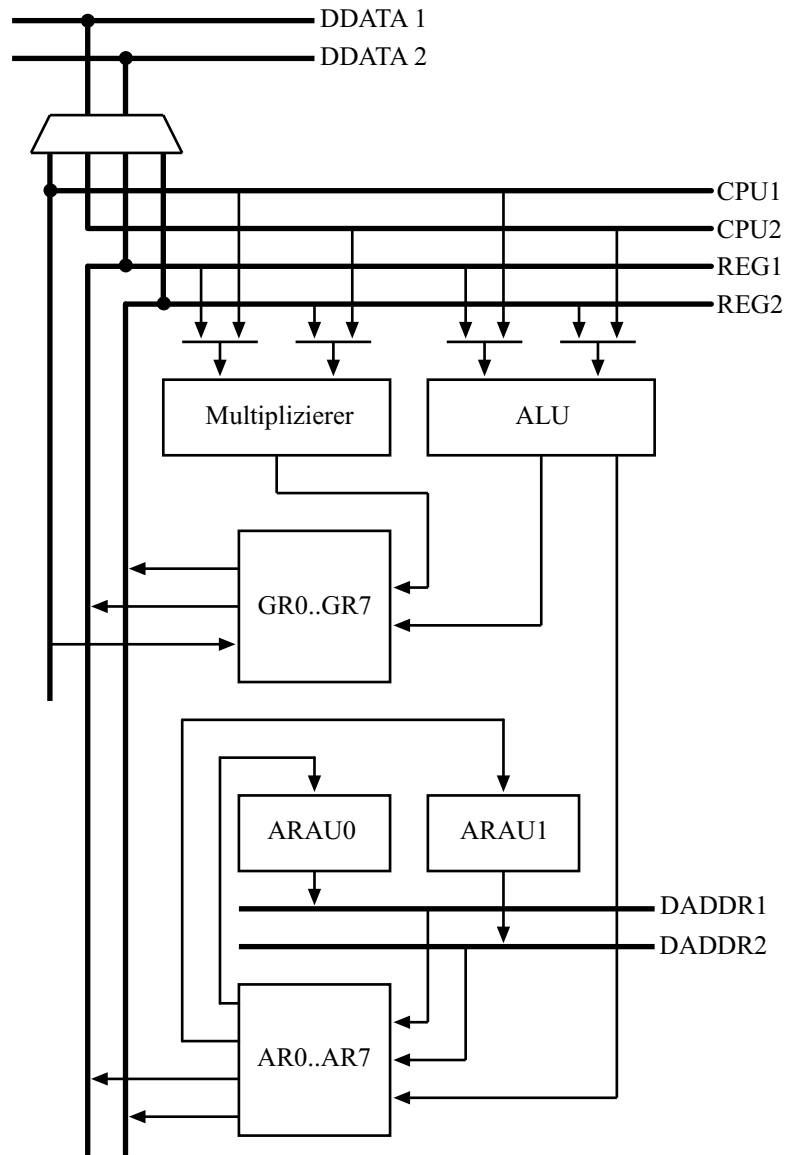 DDATA 1
DDATA 2
CPU1
CPU2
REG1
REG2
Multiplizierer
ALU
GR0..GR7
ARAU0
ARAU1
DADDR1
DADDR2
AR0..AR7